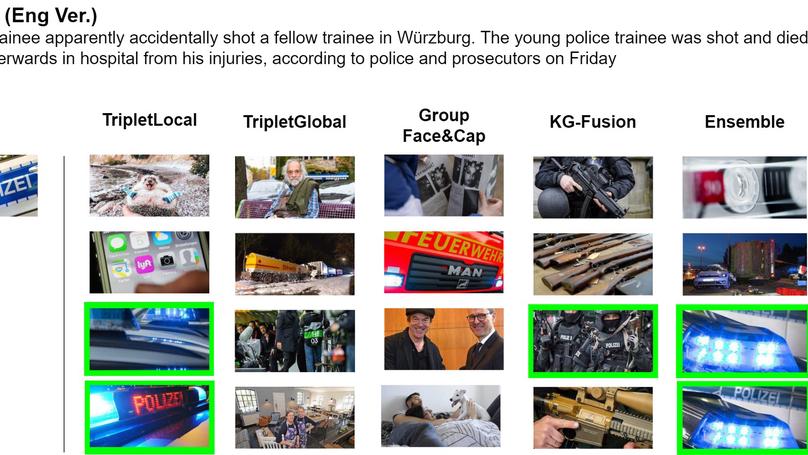 (Eng Ver.)
ainee apparently accidentally shot a fellow trainee in Würzburg. The young police trainee was shot and died
erwards in hospital from his injuries, according to police and prosecutors on Friday
TripletLocal
TripletGlobal
Group
Face&Cap
KG-Fusion
Ensemble
IZEI
FEUERWEHR
MAN
lyft
03
POLIZEI
POLIZEI
POLIZEI